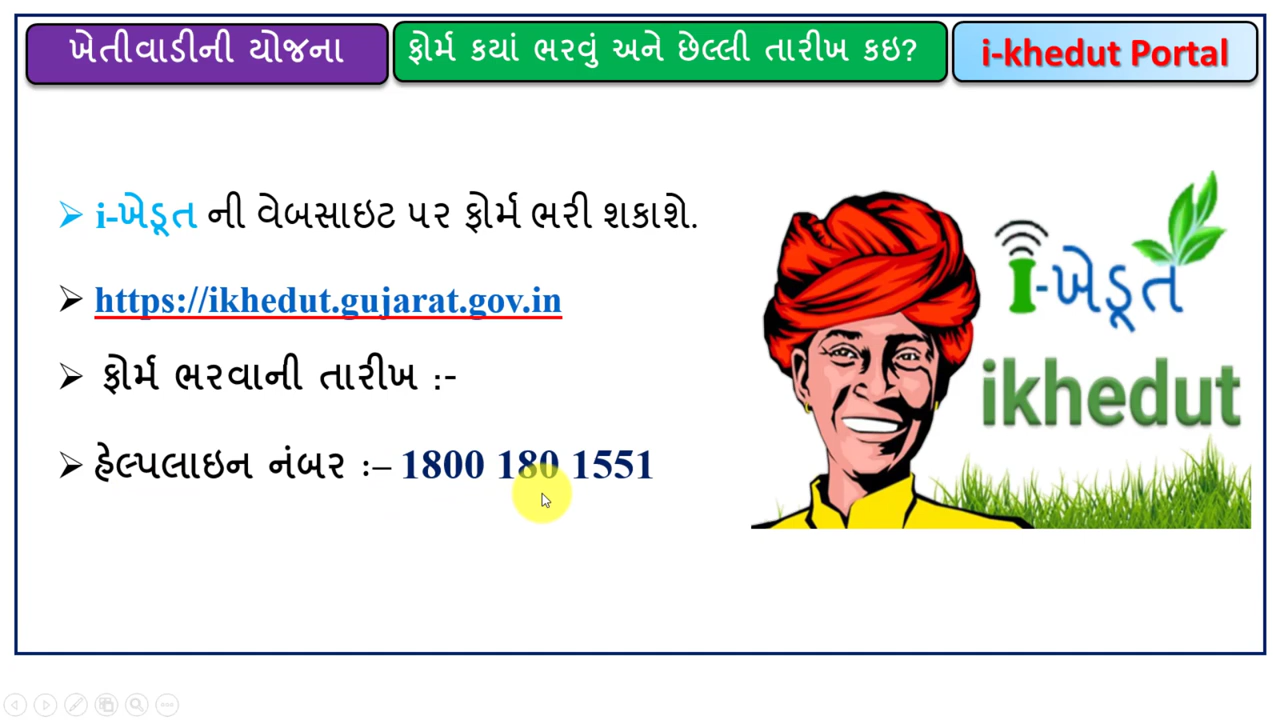 ખેતીવાડીની યોજના
ફોર્મ કયાં ભરવું અને છેલ્લી તારીખ કઇ?
i-khedut Portal
i-ખેડૂત ની વેબસાઇટ પર ફોર્મ ભરી શકાશે.
https://ikhedut.gujarat.gov.in
ફોર્મ ભરવાની તારીખ :-
હેલ્પલાઇન નંબર :– 1800 180 1551
i-ખેડૂત
ikhedut